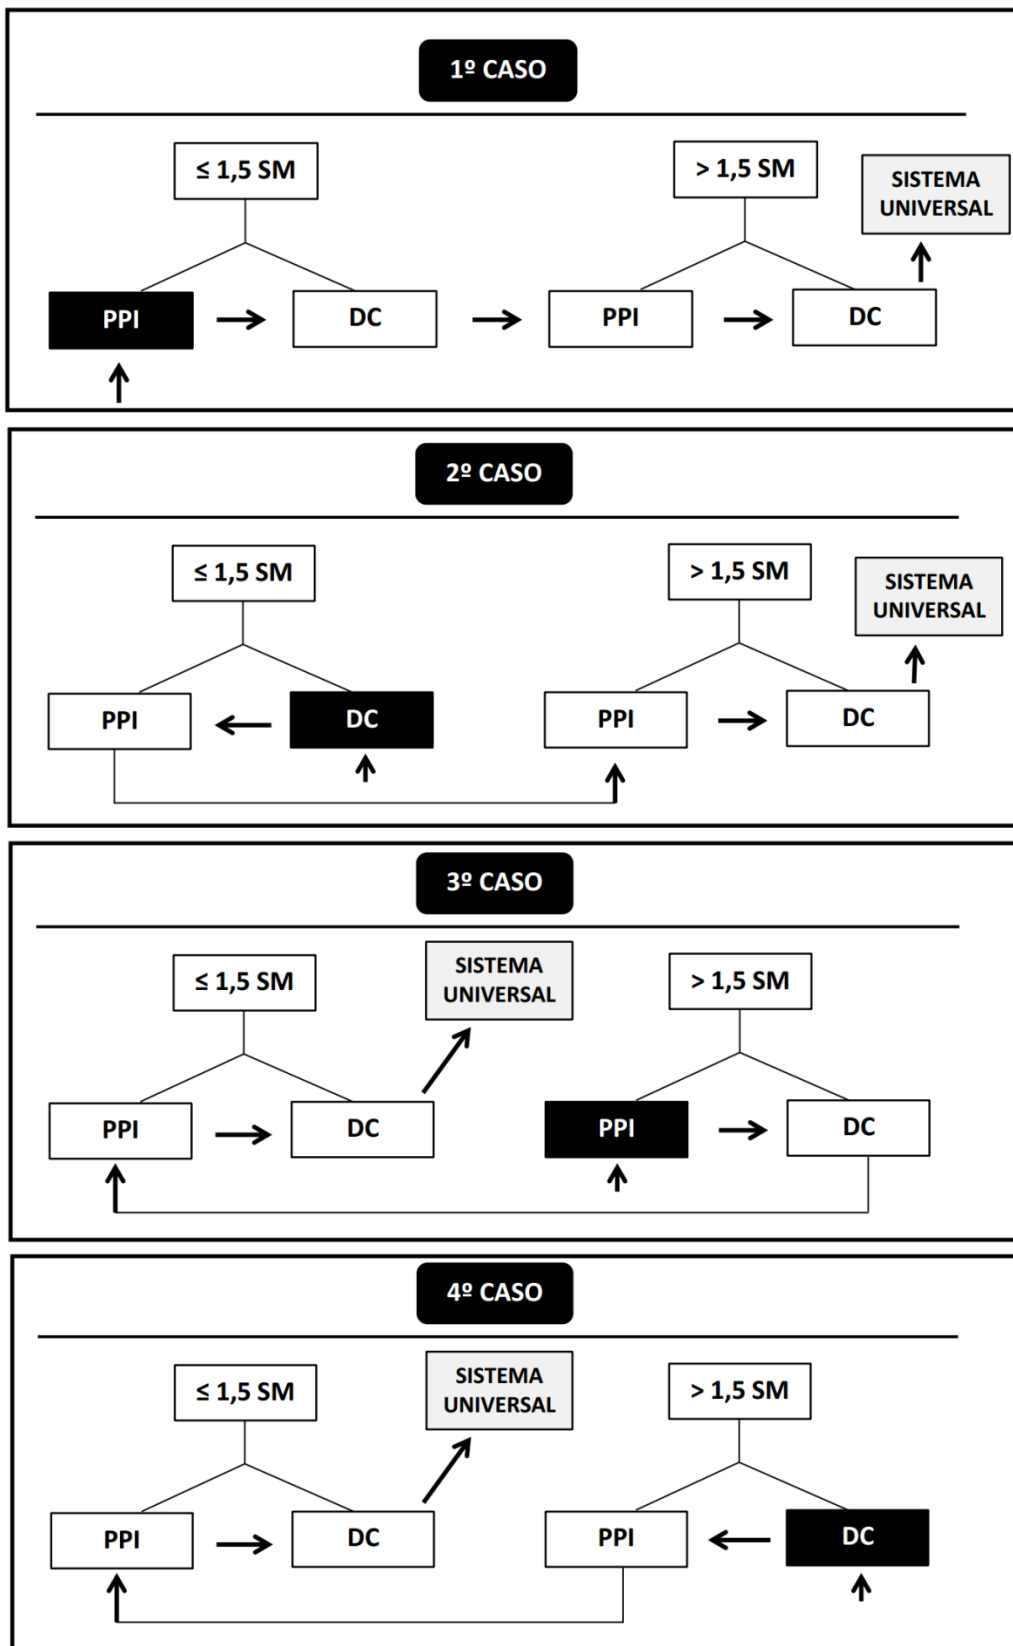 1º CASO
≤ 1,5 SM
> 1,5 SM
SISTEMA
UNIVERSAL
PPI
DC
PPI
DC
2º CASO
≤ 1,5 SM
> 1,5 SM
SISTEMA
UNIVERSAL
PPI
DC
PPI
DC
3º CASO
≤ 1,5 SM
SISTEMA
UNIVERSAL
> 1,5 SM
PPI
DC
PPI
DC
4º CASO
≤ 1,5 SM
SISTEMA
UNIVERSAL
> 1,5 SM
PPI
DC
PPI
DC